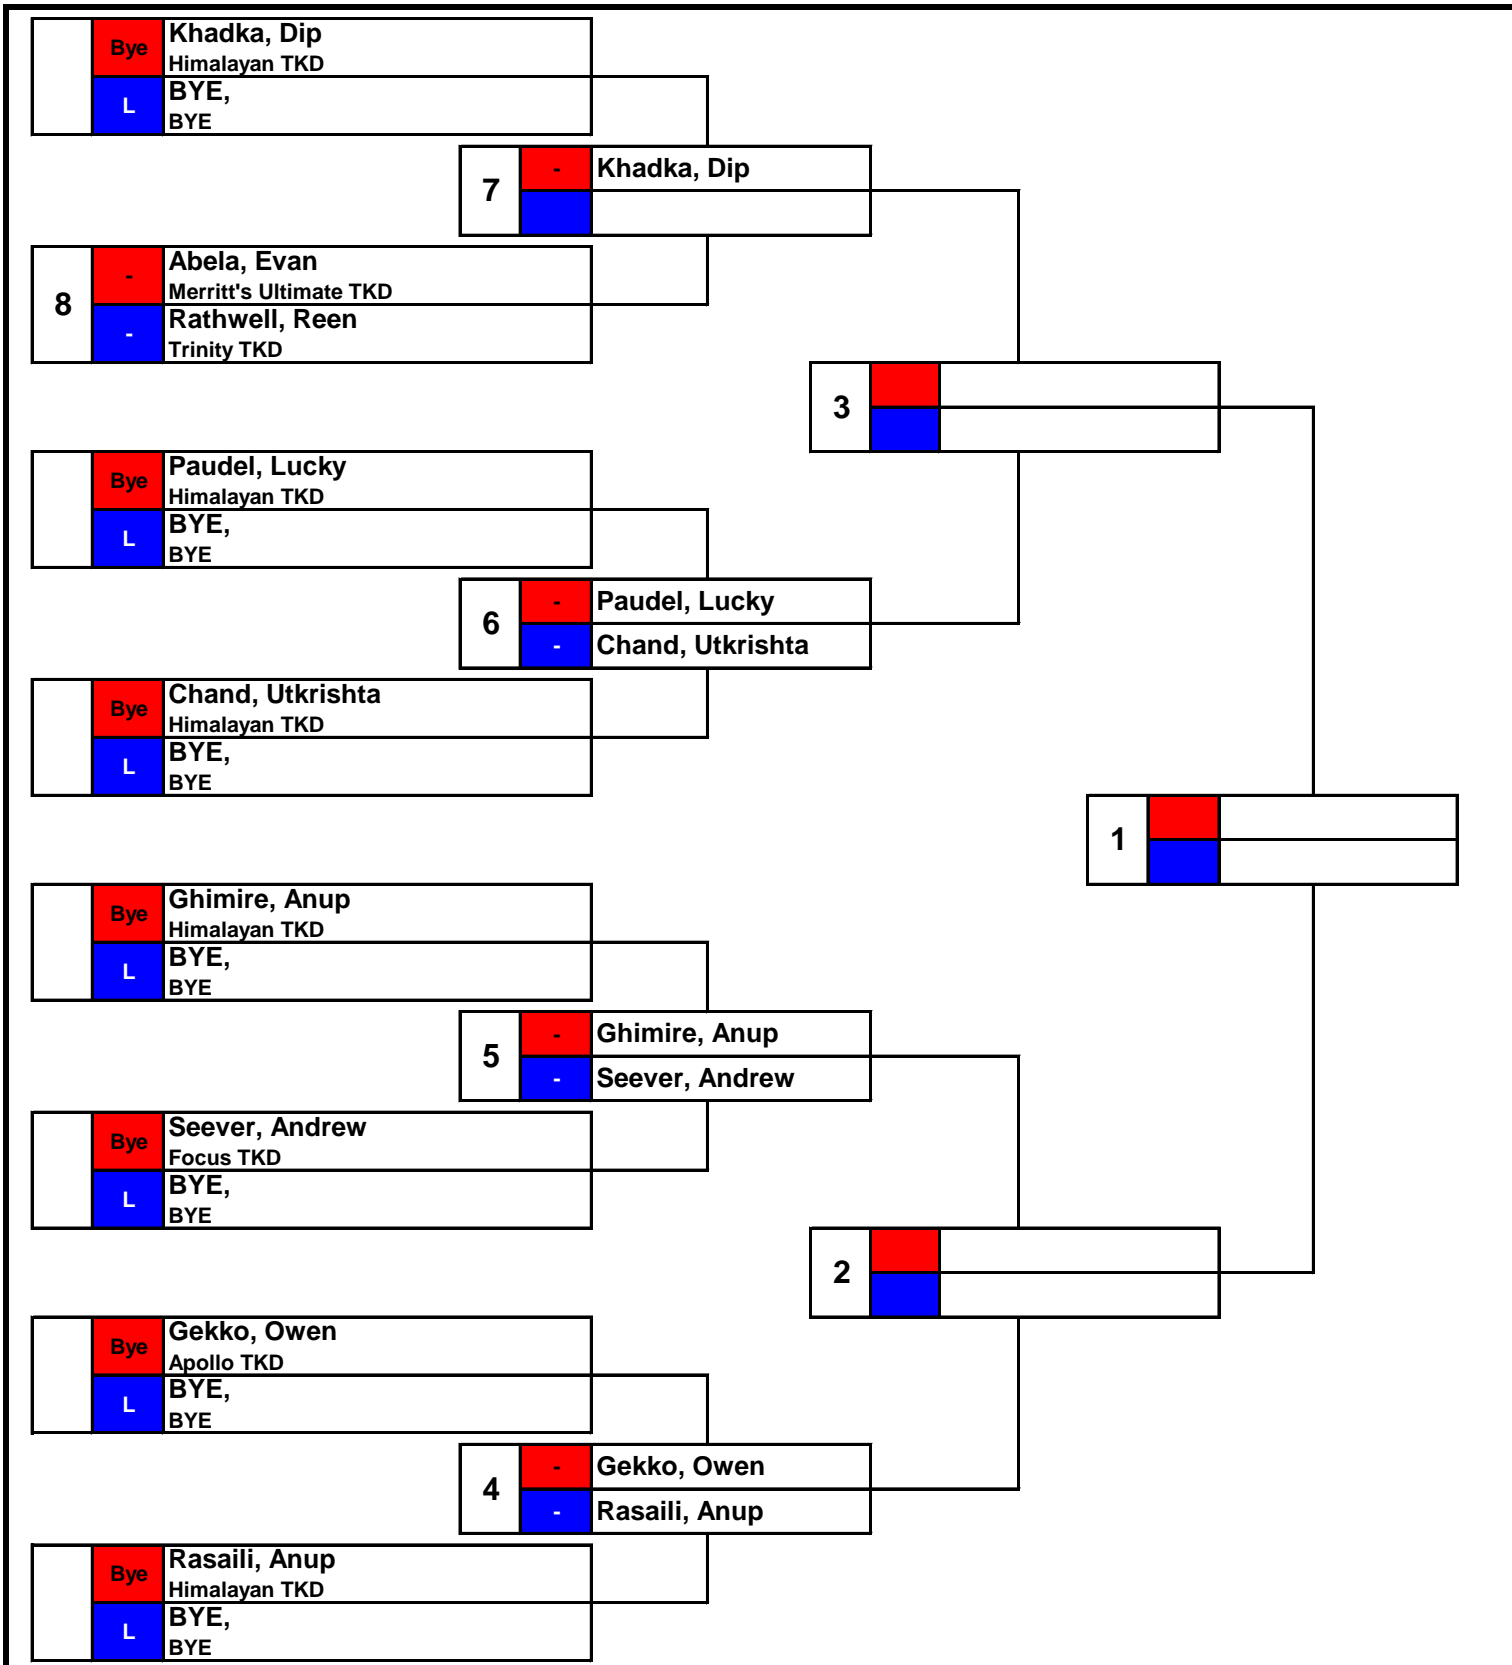 Bye Khadka, Dip
Himalayan TKD
L BYE,
BYE
7 - Khadka, Dip
8 - Abela, Evan
Merritt's Ultimate TKD
- Rathwell, Reen
Trinity TKD
3
Bye Paudel, Lucky
Himalayan TKD
L BYE,
BYE
6 - Paudel, Lucky
- Chand, Utkrishta
Bye Chand, Utkrishta
Himalayan TKD
L BYE,
BYE
1
Bye Ghimire, Anup
Himalayan TKD
L BYE,
BYE
5 - Ghimire, Anup
- Seever, Andrew
Bye Seever, Andrew
Focus TKD
L BYE,
BYE
2
Bye Gekko, Owen
Apollo TKD
L BYE,
BYE
4 - Gekko, Owen
- Rasaili, Anup
Bye Rasaili, Anup
Himalayan TKD
L BYE,
BYE